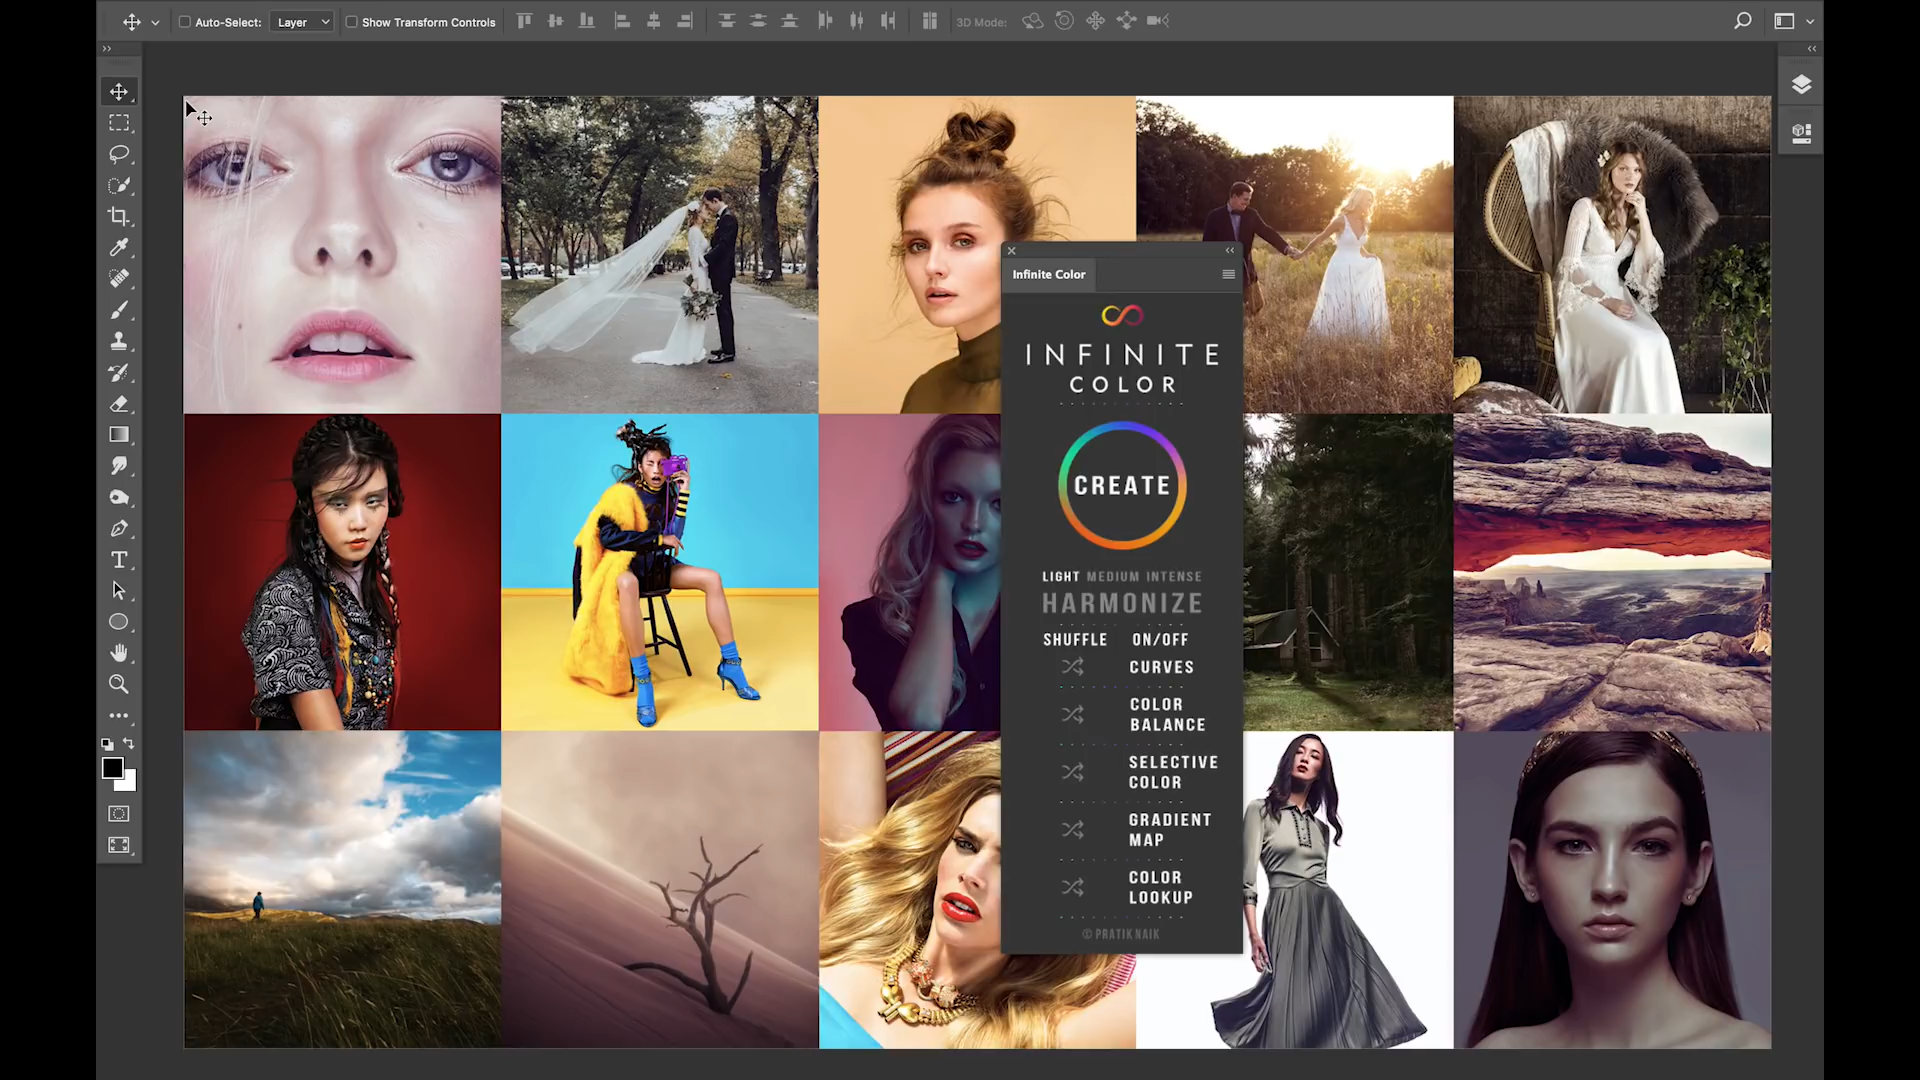 Auto-Select: Layer Show Transform Controls 3D Mode:
Infinite Color
INFINITE
COLOR
CREATE
LIGHT MEDIUM INTENSE
HARMONIZE
SHUFFLE ON/OFF
CURVES
COLOR
BALANCE
SELECTIVE
COLOR
GRADIENT
MAP
COLOR
LOOKUP
© PRATIK NAIK